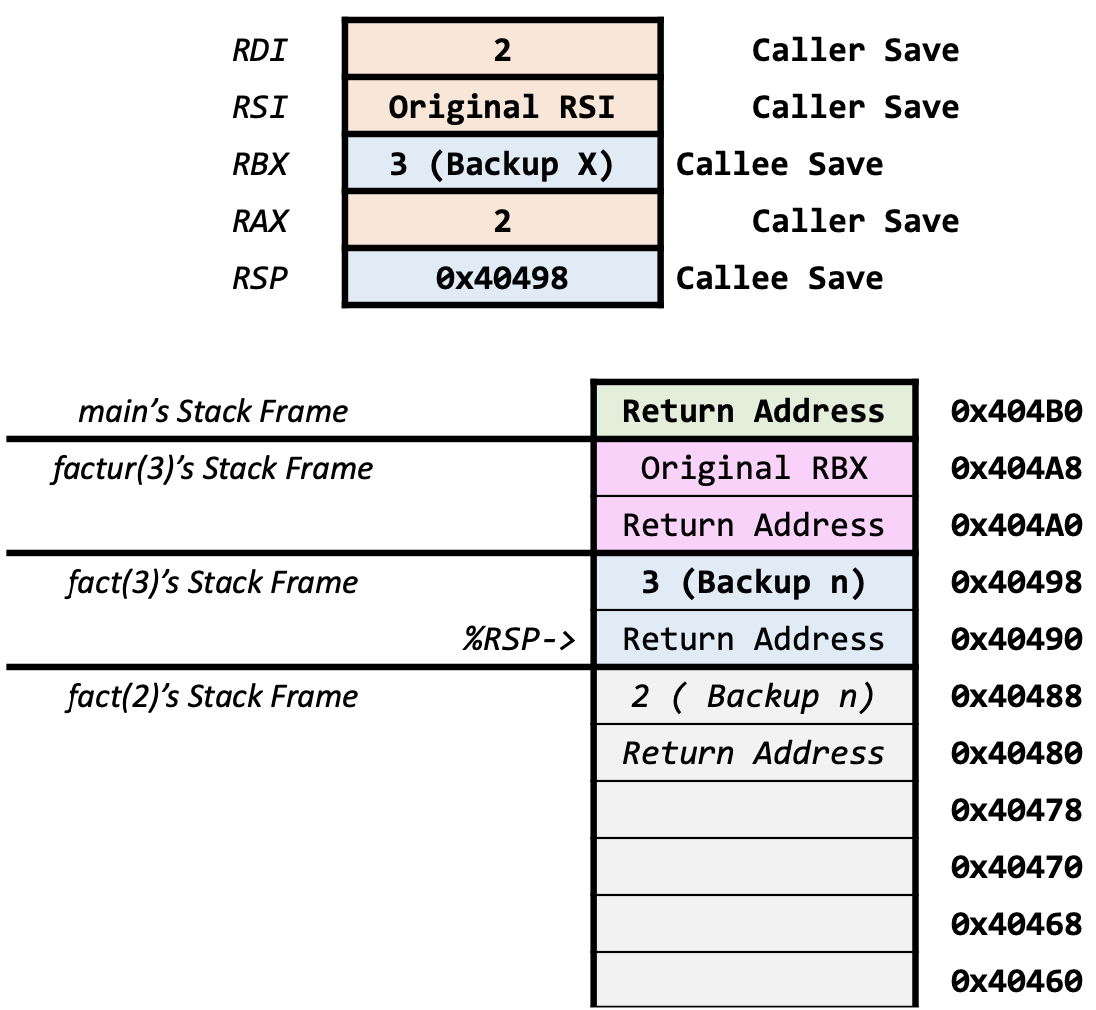 RDI 2 Caller Save
RSI Original RSI Caller Save
RBX 3 (Backup X) Callee Save
RAX 2 Caller Save
RSP 0x40498 Callee Save
main’s Stack Frame Return Address 0x404B0
factur(3)’s Stack Frame Original RBX 0x404A8
Return Address 0x404A0
fact(3)’s Stack Frame 3 (Backup n) 0x40498
%RSP-> Return Address 0x40490
fact(2)’s Stack Frame 2 ( Backup n) 0x40488
Return Address 0x40480
0x40478
0x40470
0x40468
0x40460